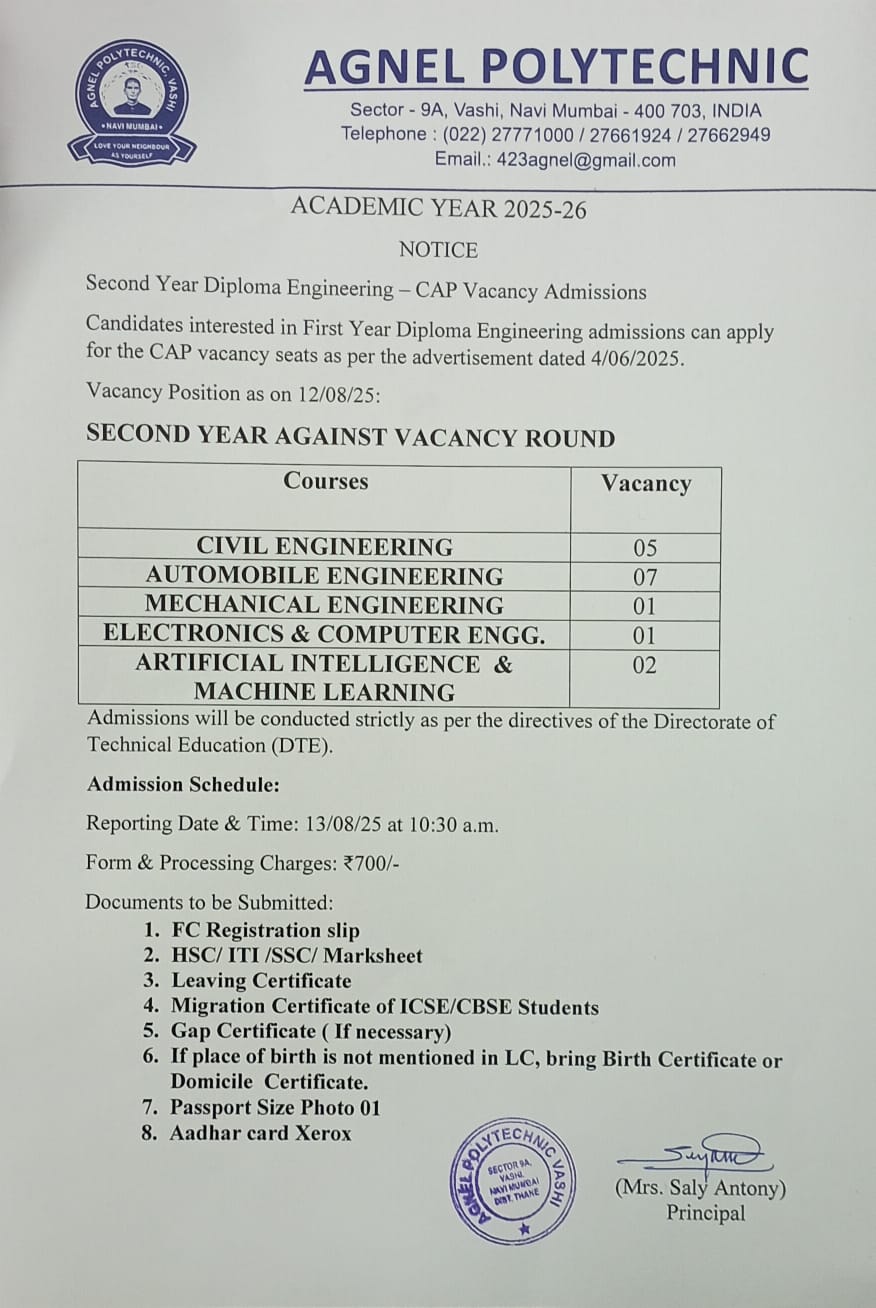 AGNEL POLYTECHNIC, VASHI
• NAVI MUMBAI •
LOVE YOUR NEIGHBOUR
AS YOURSELF
AGNEL POLYTECHNIC
Sector - 9A, Vashi, Navi Mumbai - 400 703, INDIA
Telephone : (022) 27771000 / 27661924 / 27662949
Email.: 423agnel@gmail.com
ACADEMIC YEAR 2025-26
NOTICE
Second Year Diploma Engineering – CAP Vacancy Admissions
Candidates interested in First Year Diploma Engineering admissions can apply
for the CAP vacancy seats as per the advertisement dated 4/06/2025.
Vacancy Position as on 12/08/25:
SECOND YEAR AGAINST VACANCY ROUND
Courses Vacancy
CIVIL ENGINEERING 05
AUTOMOBILE ENGINEERING 07
MECHANICAL ENGINEERING 01
ELECTRONICS & COMPUTER ENGG. 01
ARTIFICIAL INTELLIGENCE & 02
MACHINE LEARNING
Admissions will be conducted strictly as per the directives of the Directorate of
Technical Education (DTE).
Admission Schedule:
Reporting Date & Time: 13/08/25 at 10:30 a.m.
Form & Processing Charges: ₹700/-
Documents to be Submitted:
1. FC Registration slip
2. HSC/ ITI /SSC/ Marksheet
3. Leaving Certificate
4. Migration Certificate of ICSE/CBSE Students
5. Gap Certificate ( If necessary)
6. If place of birth is not mentioned in LC, bring Birth Certificate or
Domicile Certificate.
7. Passport Size Photo 01
8. Aadhar card Xerox
AGNEL POLYTECHNIC VASHI
SECTOR 9A,
VASHI,
NAVI MUMBAI
DIST. THANE
(Mrs. Saly Antony)
Principal